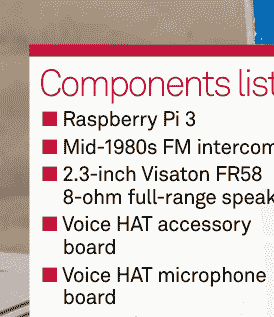 Components list
Raspberry Pi 3
Mid-1980s FM intercom
2.3-inch Visaton FR58
8-ohm full-range speak
Voice HAT accessory
board
Voice HAT microphone
board